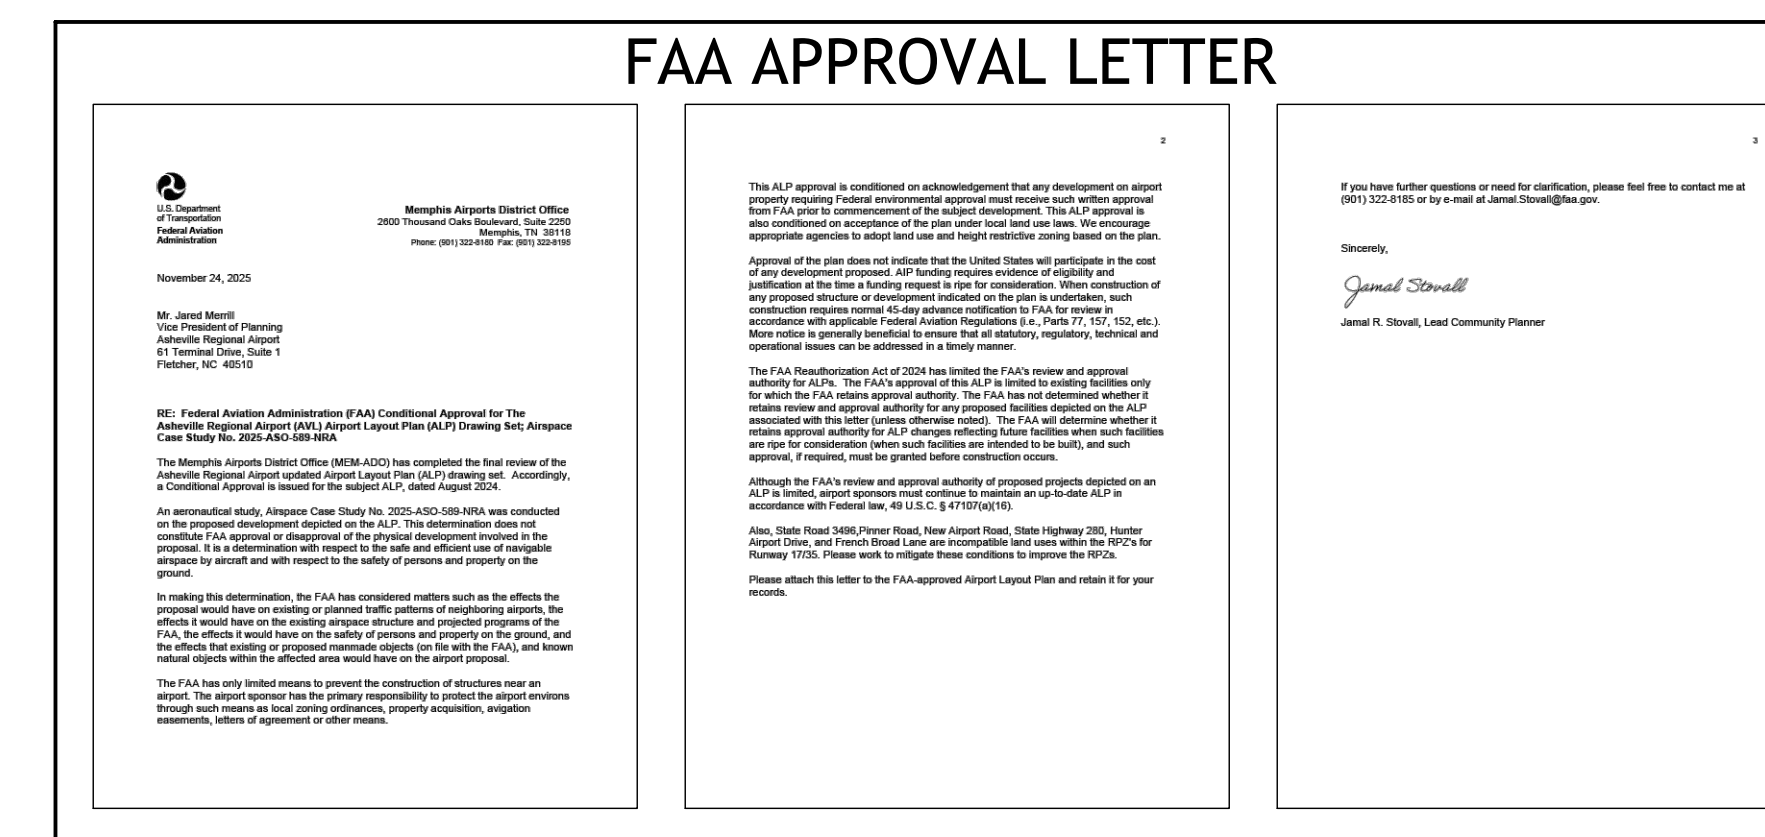 FAA APPROVAL LETTER
U.S. Department
of Transportation
Federal Aviation
Administration
Memphis Airports District Office
2600 Thousand Oaks Boulevard, Suite 2250
Memphis, TN  38118
Phone: (901) 322-8180  Fax: (901) 322-8195
November 24, 2025
Mr. Jared Merrill
Vice President of Planning
Asheville Regional Airport
61 Terminal Drive, Suite 1
Fletcher, NC  40510
RE:  Federal Aviation Administration (FAA) Conditional Approval for The
Asheville Regional Airport (AVL) Airport Layout Plan (ALP) Drawing Set; Airspace
Case Study No. 2025-ASO-589-NRA
The Memphis Airports District Office (MEM-ADO) has completed the final review of the
Asheville Regional Airport updated Airport Layout Plan (ALP) drawing set.  Accordingly,
a Conditional Approval is issued for the subject ALP, dated August 2024.
An aeronautical study, Airspace Case Study No. 2025-ASO-589-NRA was conducted
on the proposed development depicted on the ALP. This determination does not
constitute FAA approval or disapproval of the physical development involved in the
proposal. It is a determination with respect to the safe and efficient use of navigable
airspace by aircraft and with respect to the safety of persons and property on the
ground.
In making this determination, the FAA has considered matters such as the effects the
proposal would have on existing or planned traffic patterns of neighboring airports, the
effects it would have on the existing airspace structure and projected programs of the
FAA, the effects it would have on the safety of persons and property on the ground, and
the effects that existing or proposed manmade objects (on file with the FAA), and known
natural objects within the affected area would have on the airport proposal.
The FAA has only limited means to prevent the construction of structures near an
airport. The airport sponsor has the primary responsibility to protect the airport environs
through such means as local zoning ordinances, property acquisition, avigation
easements, letters of agreement or other means.
2
This ALP approval is conditioned on acknowledgement that any development on airport
property requiring Federal environmental approval must receive such written approval
from FAA prior to commencement of the subject development. This ALP approval is
also conditioned on acceptance of the plan under local land use laws. We encourage
appropriate agencies to adopt land use and height restrictive zoning based on the plan.
Approval of the plan does not indicate that the United States will participate in the cost
of any development proposed. AIP funding requires evidence of eligibility and
justification at the time a funding request is ripe for consideration. When construction of
any proposed structure or development indicated on the plan is undertaken, such
construction requires normal 45-day advance notification to FAA for review in
accordance with applicable Federal Aviation Regulations (i.e., Parts 77, 157, 152, etc.).
More notice is generally beneficial to ensure that all statutory, regulatory, technical and
operational issues can be addressed in a timely manner.
The FAA Reauthorization Act of 2024 has limited the FAA's review and approval
authority for ALPs.  The FAA's approval of this ALP is limited to existing facilities only
for which the FAA retains approval authority. The FAA has not determined whether it
retains review and approval authority for any proposed facilities depicted on the ALP
associated with this letter (unless otherwise noted).  The FAA will determine whether it
retains approval authority for ALP changes reflecting future facilities when such facilities
are ripe for consideration (when such facilities are intended to be built), and such
approval, if required, must be granted before construction occurs.
Although the FAA's review and approval authority of proposed projects depicted on an
ALP is limited, airport sponsors must continue to maintain an up-to-date ALP in
accordance with Federal law, 49 U.S.C. § 47107(a)(16).
Also, State Road 3496,Pinner Road, New Airport Road, State Highway 280, Hunter
Airport Drive, and French Broad Lane are incompatible land uses within the RPZ's for
Runway 17/35. Please work to mitigate these conditions to improve the RPZs.
Please attach this letter to the FAA-approved Airport Layout Plan and retain it for your
records.
3
If you have further questions or need for clarification, please feel free to contact me at
(901) 322-8185 or by e-mail at Jamal.Stovall@faa.gov.
Sincerely,
Jamal Stovall
Jamal R. Stovall, Lead Community Planner